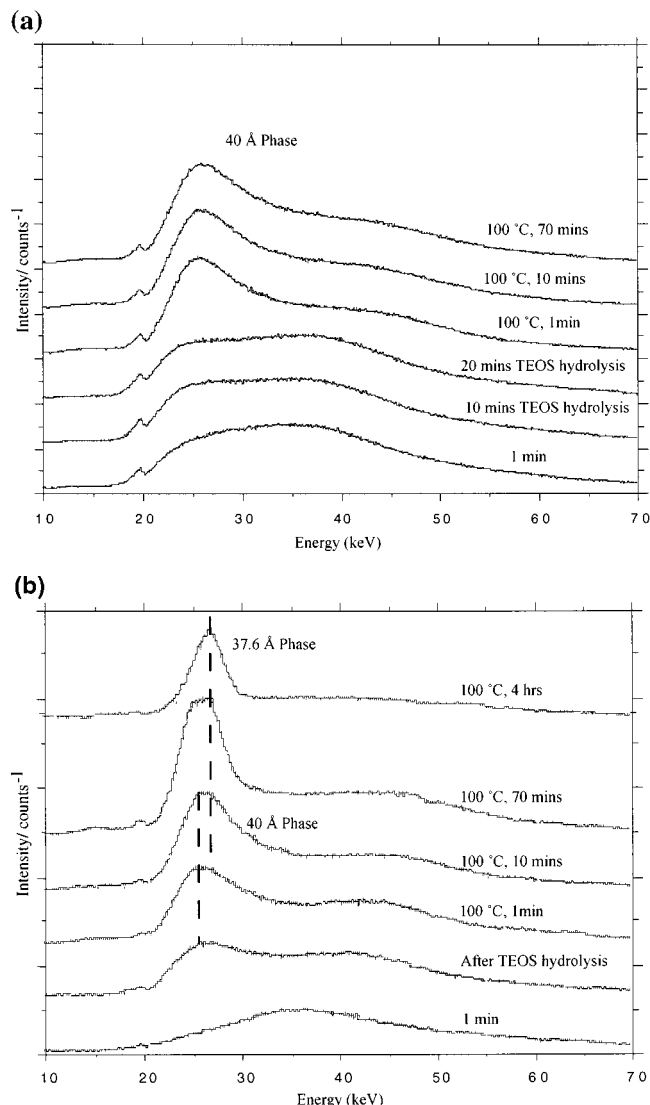 (a)
40 Å Phase
100 ˚C, 70 mins
100 ˚C, 10 mins
100 ˚C, 1min
20 mins TEOS hydrolysis
10 mins TEOS hydrolysis
1 min
Intensity/ counts-1
10 20 30 40 50 60 70
Energy (keV)
(b)
37.6 Å Phase
100 ˚C, 4 hrs
100 ˚C, 70 mins
40 Å Phase
100 ˚C, 10 mins
100 ˚C, 1min
After TEOS hydrolysis
1 min
Intensity/ counts-1
10 20 30 40 50 60 70
Energy (keV)